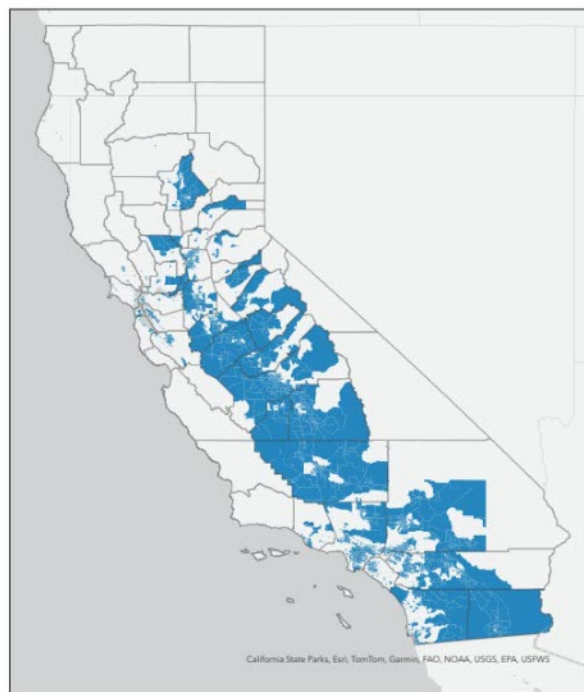 California State Parks, Esri, TomTom, Garmin, FAO, NOAA, USGS, EPA, USFWS